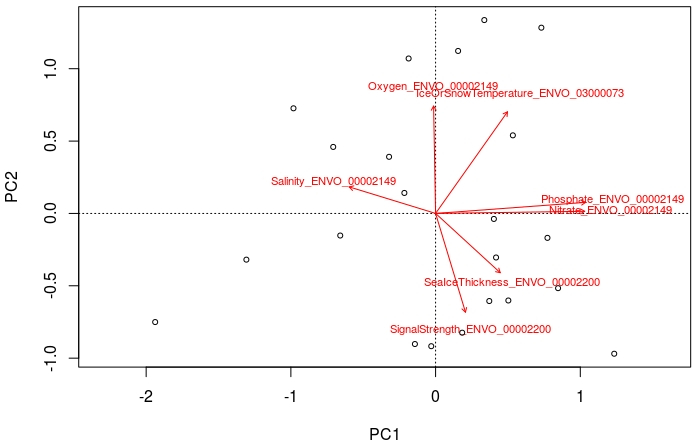 1.0
0.5
0.0
-0.5
-1.0
PC2
Oxygen_ENVO_00002149
IceOrSnowTemperature_ENVO_03000073
Salinity_ENVO_00002149
Phosphate_ENVO_00002149
Nitrate_ENVO_00002149
SeaIceThickness_ENVO_00002200
SignalStrength_ENVO_00002200
-2 -1 0 1
PC1